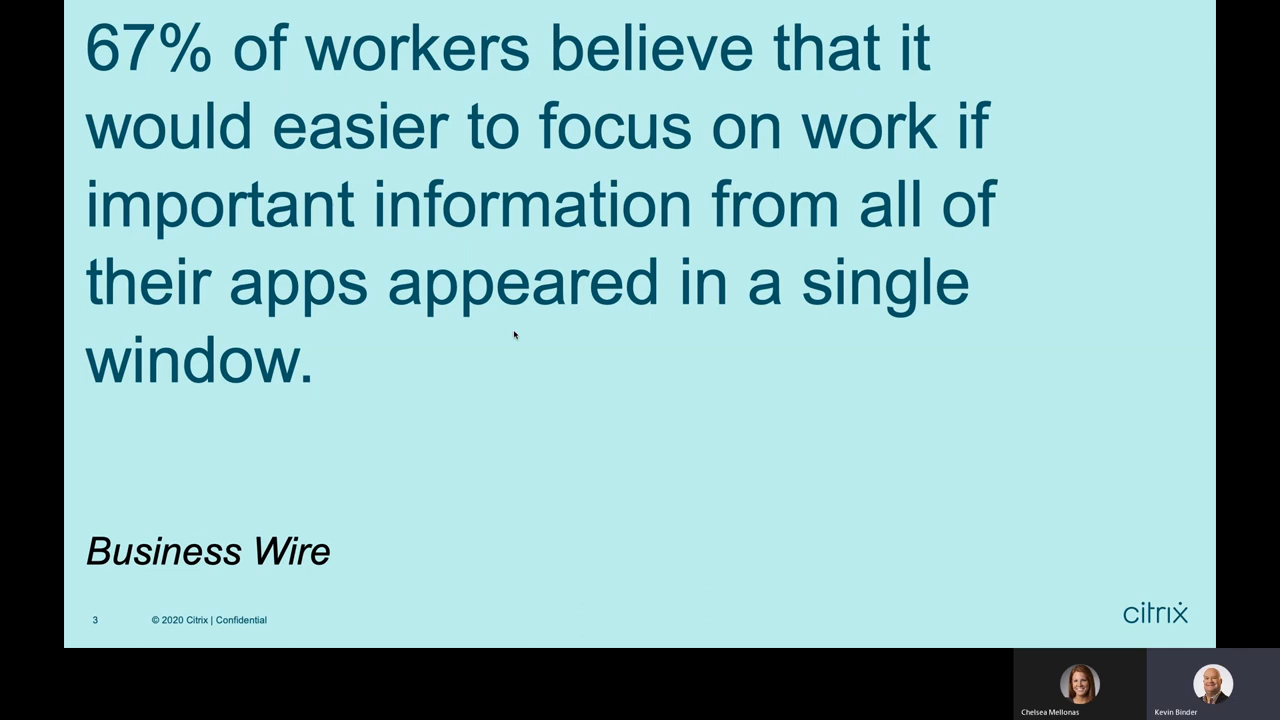 67% of workers believe that it
would easier to focus on work if
important information from all of
their apps appeared in a single
window.
Business Wire
3 © 2020 Citrix | Confidential
citrix
Chelsea Mellonas
Kevin Binder